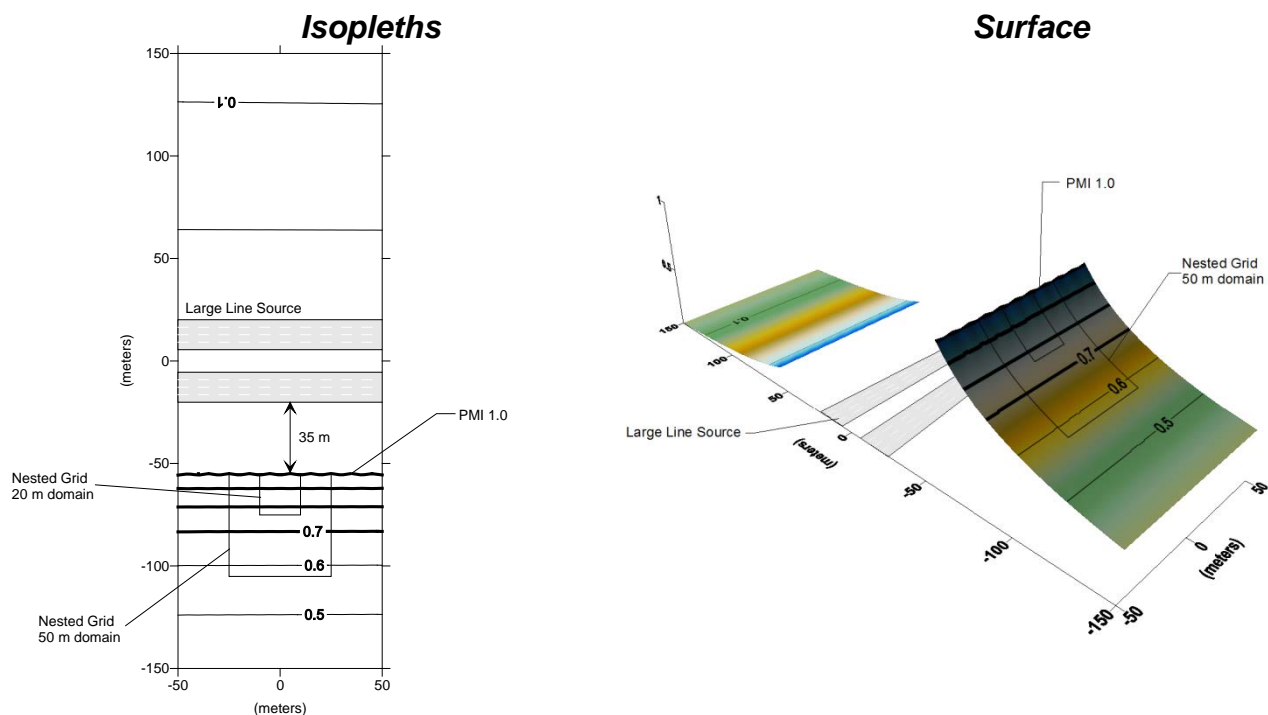 Isopleths
150
0.1
100
50
Large Line Source
0
(meters)
35 m
PMI 1.0
-50
Nested Grid
20 m domain
0.7
-100
0.6
Nested Grid
50 m domain
0.5
-150
-50
0
50
(meters)
Surface
PMI 1.0
1
0.5
Nested Grid
50 m domain
150
0.1
100
0.7
0.6
50
0.5
Large Line Source
0
(meters)
-50
50
-100
0
(meters)
-150
-50